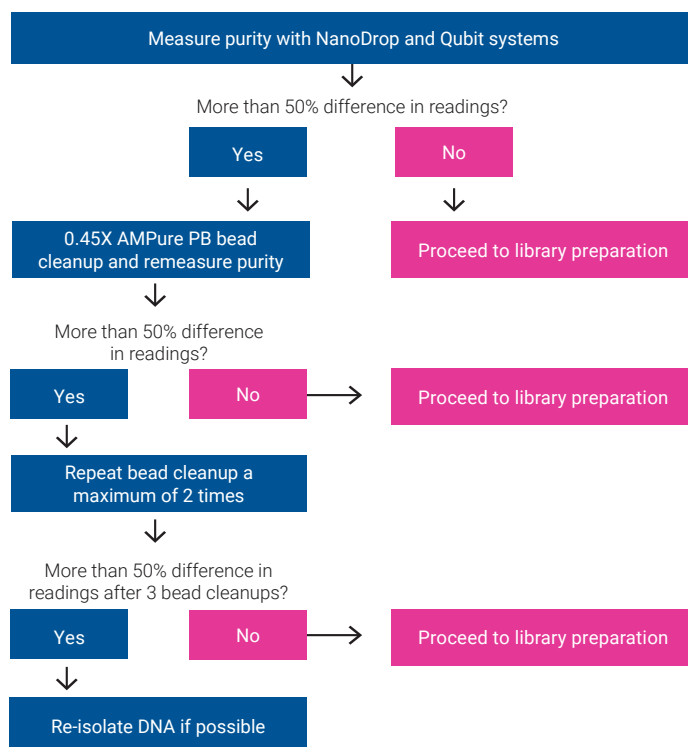 Measure purity with NanoDrop and Qubit systems
More than 50% difference in readings?
Yes
No
0.45X AMPure PB bead
cleanup and remeasure purity
Proceed to library preparation
More than 50% difference
in readings?
Yes
No
Proceed to library preparation
Repeat bead cleanup a
maximum of 2 times
More than 50% difference in
readings after 3 bead cleanups?
Yes
No
Proceed to library preparation
Re-isolate DNA if possible